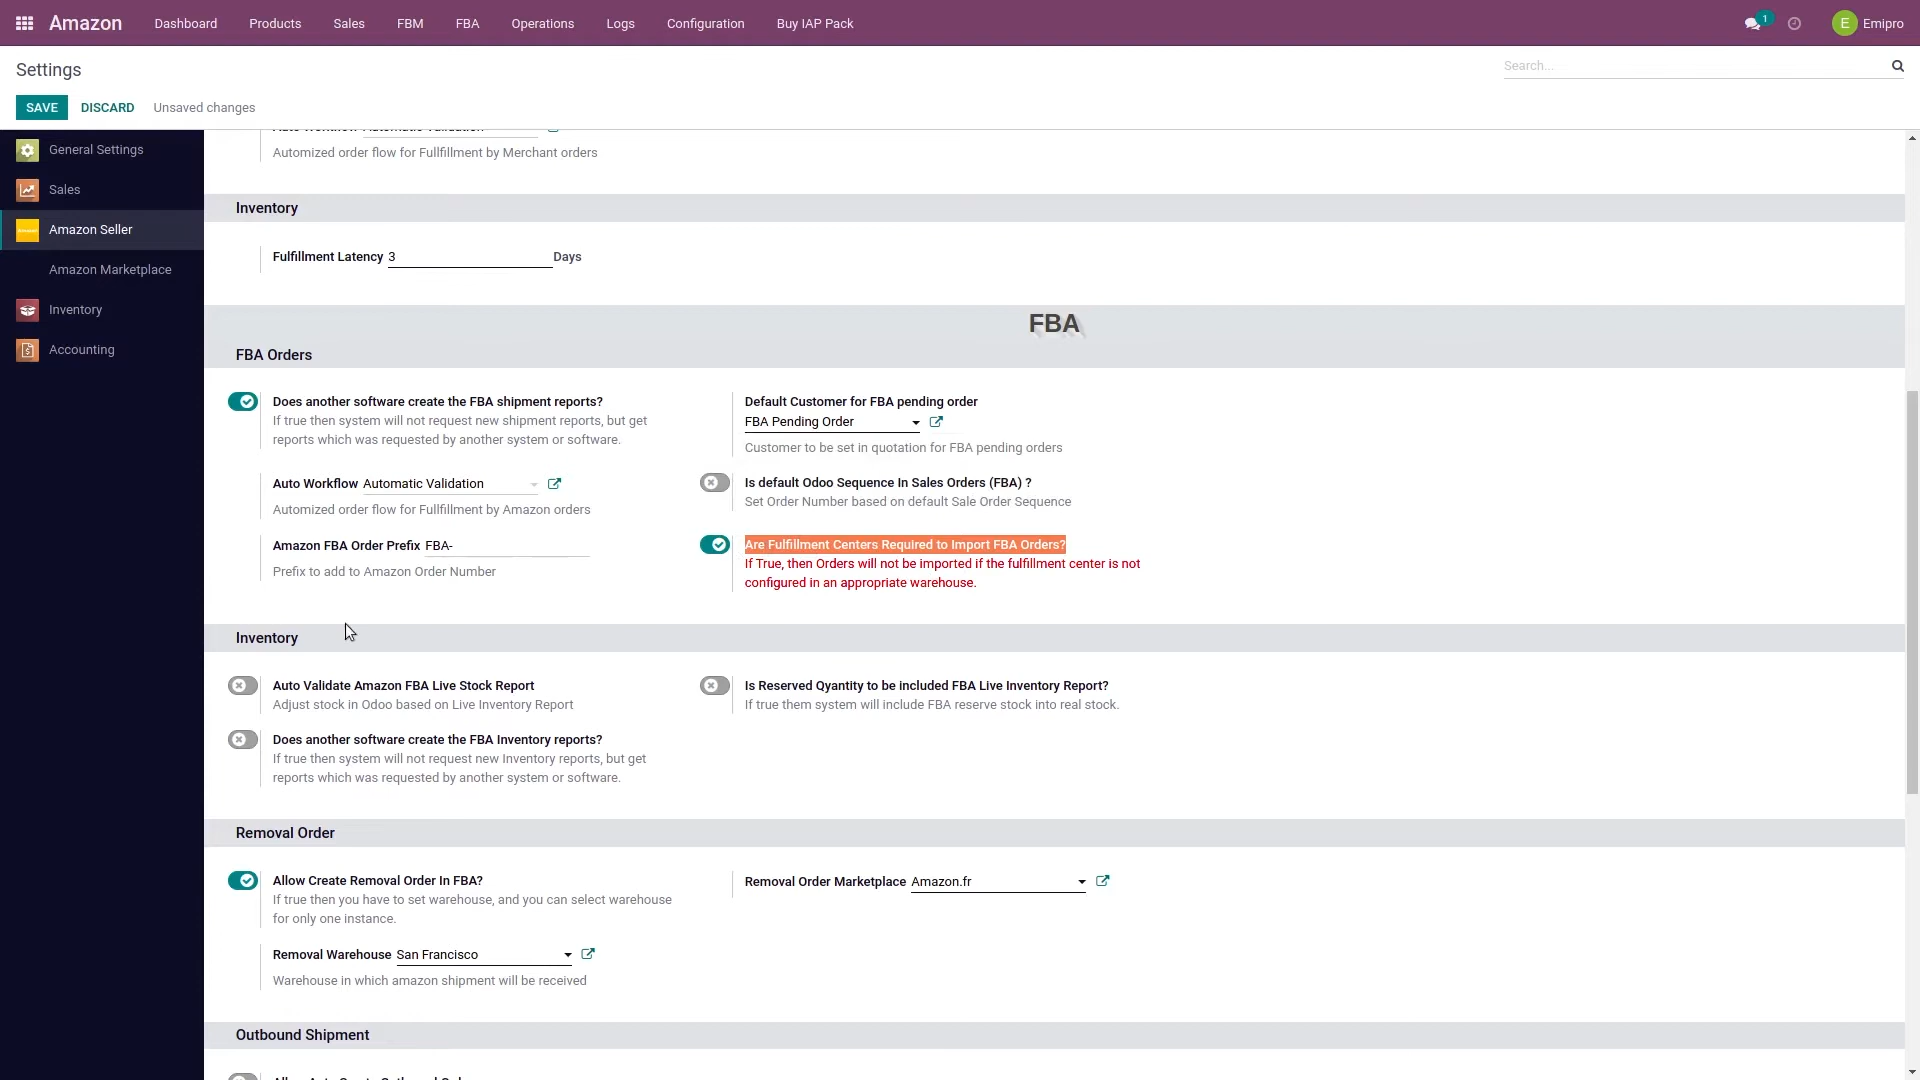 Amazon Dashboard Products Sales FBM FBA Operations Logs Configuration Buy IAP Pack 1 E Emipro
Settings Search...
SAVE DISCARD Unsaved changes
General Settings
Sales
Amazon Seller
Amazon Marketplace
Inventory
Accounting
Auto Workflow Automatic Validation
Automized order flow for Fullfillment by Merchant orders
Inventory
Fulfillment Latency 3 Days
FBA
FBA Orders
Does another software create the FBA shipment reports?
If true then system will not request new shipment reports, but get
reports which was requested by another system or software.
Default Customer for FBA pending order
FBA Pending Order
Customer to be set in quotation for FBA pending orders
Auto Workflow Automatic Validation
Automized order flow for Fullfillment by Amazon orders
Is default Odoo Sequence In Sales Orders (FBA) ?
Set Order Number based on default Sale Order Sequence
Amazon FBA Order Prefix FBA-
Prefix to add to Amazon Order Number
Are Fulfillment Centers Required to Import FBA Orders?
If True, then Orders will not be imported if the fulfillment center is not
configured in an appropriate warehouse.
Inventory
Auto Validate Amazon FBA Live Stock Report
Adjust stock in Odoo based on Live Inventory Report
Is Reserved Qyantity to be included FBA Live Inventory Report?
If true them system will include FBA reserve stock into real stock.
Does another software create the FBA Inventory reports?
If true then system will not request new Inventory reports, but get
reports which was requested by another system or software.
Removal Order
Allow Create Removal Order In FBA?
If true then you have to set warehouse, and you can select warehouse
for only one instance.
Removal Order Marketplace Amazon.fr
Removal Warehouse San Francisco
Warehouse in which amazon shipment will be received
Outbound Shipment